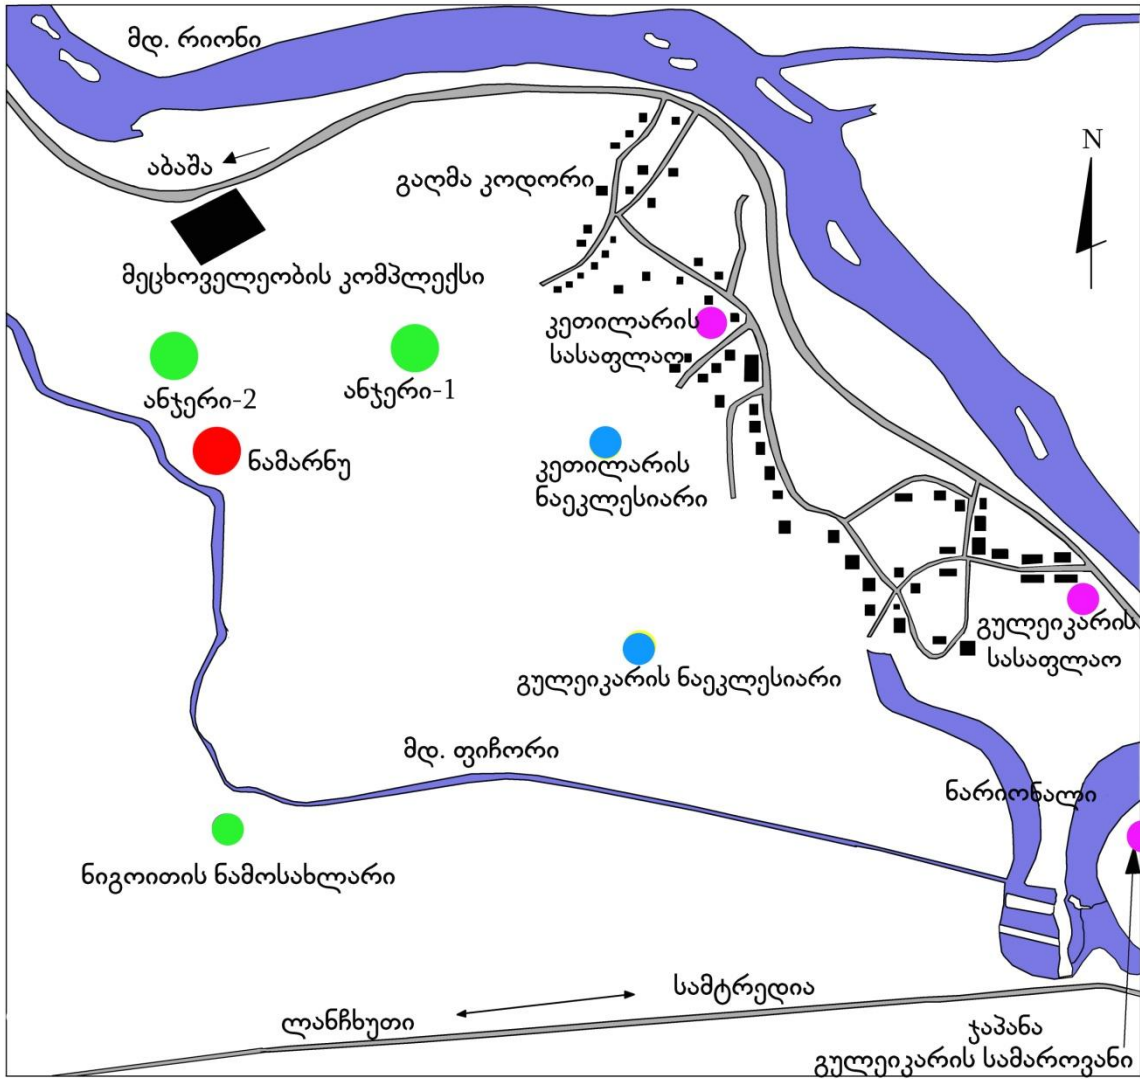 მდ. რიონი
N
აბაშა
გაღმა კოდორი
მეცხოველეობის კომპლექსი
კეთილარის
სასაფლაო
ანჯერი-2
ანჯერი-1
ნამარნუ
კეთილარის
ნაეკლესიარი
გულეიკარის
სასაფლაო
გულეიკარის ნაეკლესიარი
მდ. ფიჩორი
ნარიონალი
ნიგოითის ნამოსახლარი
სამტრედია
ლანჩხუთი
ჯაპანა
გულეიკარის სამაროვანი